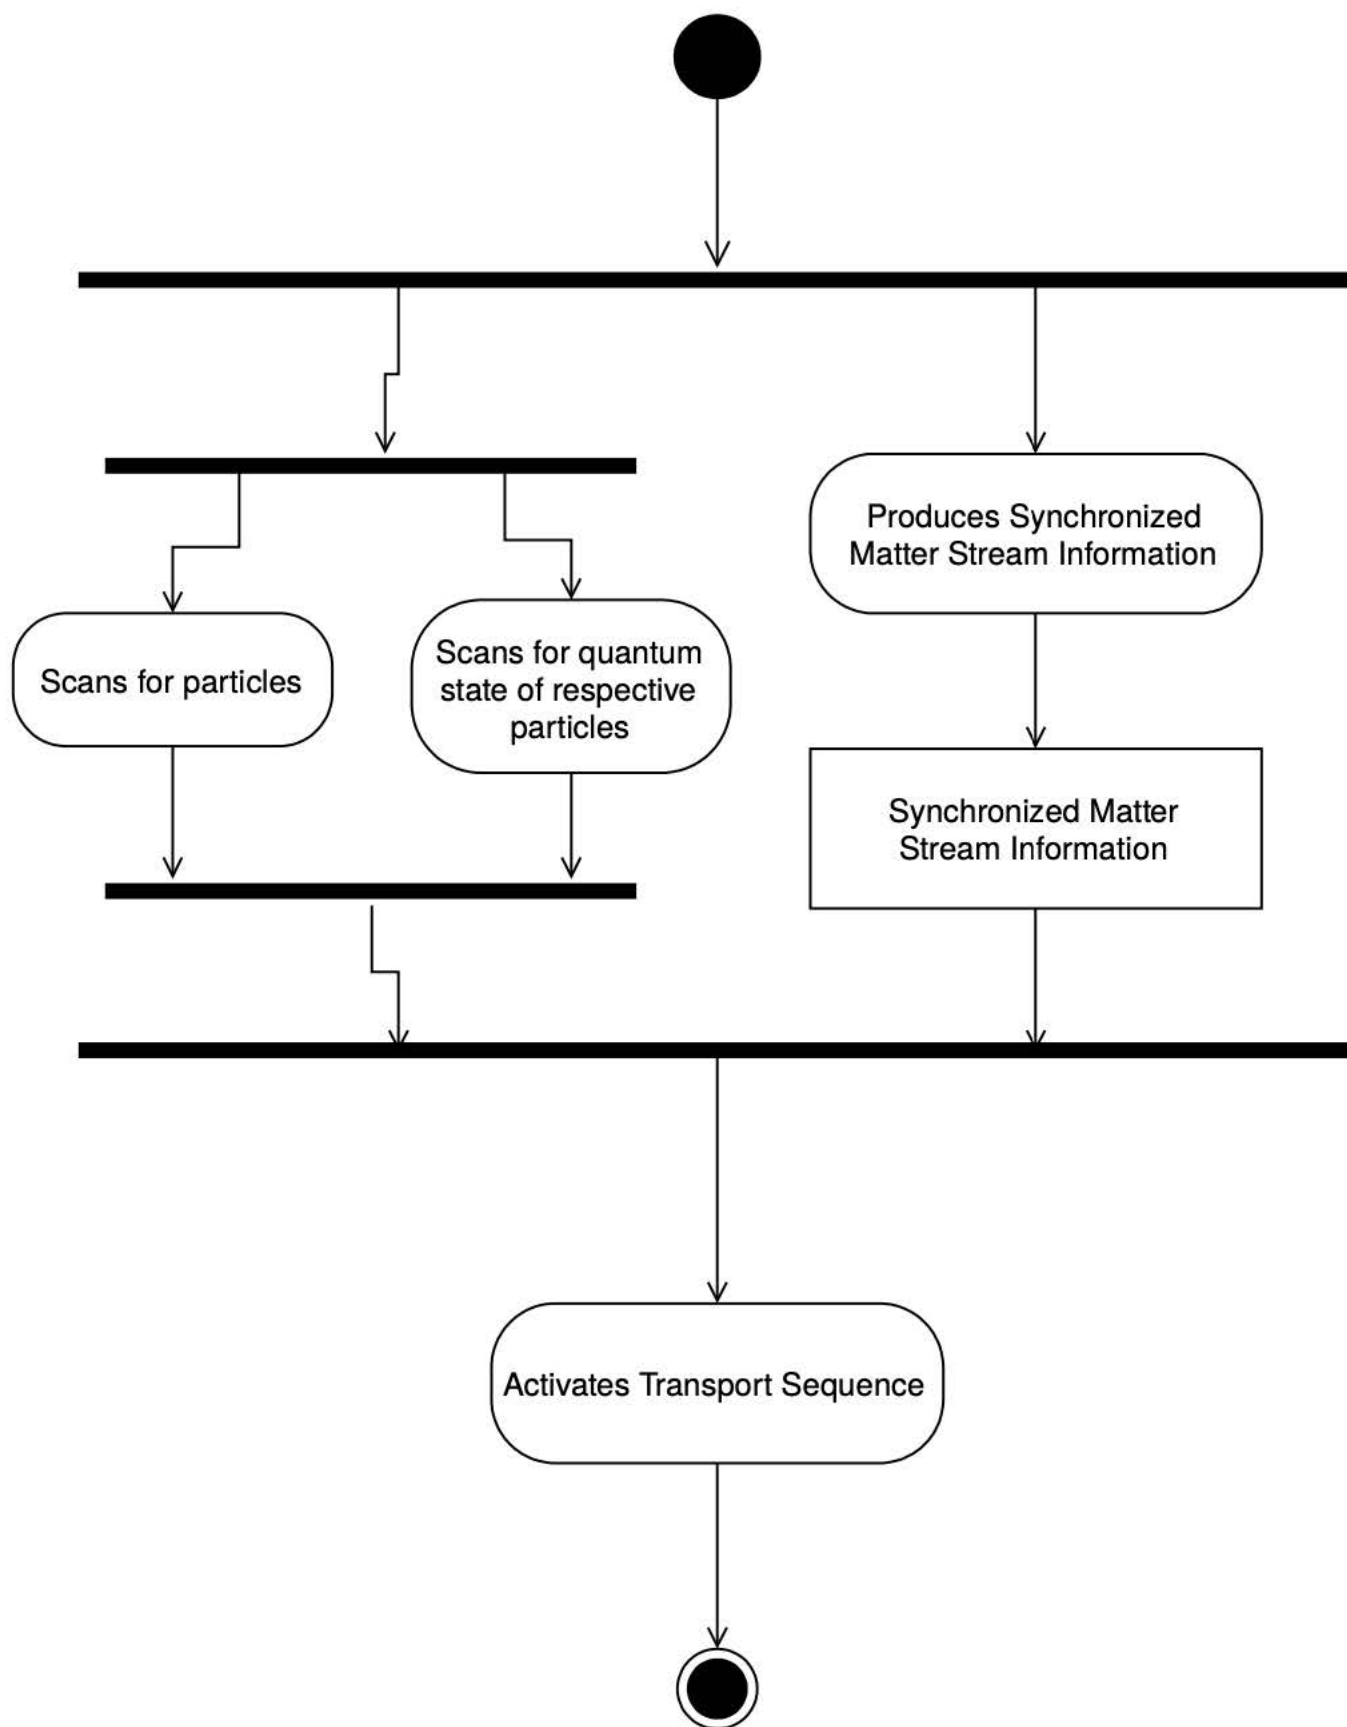 Produces Synchronized
Matter Stream Information
Scans for particles
Scans for quantum
state of respective
particles
Synchronized Matter
Stream Information
Activates Transport Sequence